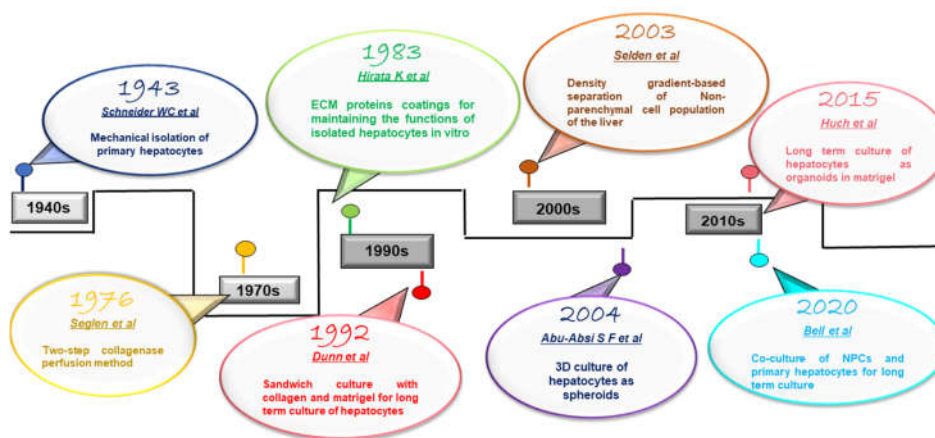 1943
Schneider WC et al
Mechanical isolation of
primary hepatocytes
1983
Hirata K et al
ECM proteins coatings for
maintaining the functions of
isolated hepatocytes in vitro
2003
Selden et al
Density gradient-based
separation of Non-
parenchymal cell population
of the liver
2015
Huch et al
Long term culture of
hepatocytes as
organoids in matrigel
1940s
1970s
1990s
2000s
2010s
1976
Seglen et al
Two-step collagenase
perfusion method
1992
Dunn et al
Sandwich culture with
collagen and matrigel for long
term culture of hepatocytes
2004
Abu-Absi S F et al
3D culture of
hepatocytes as
spheroids
2020
Bell et al
Co-culture of NPCs and
primary hepatocytes for long
term culture